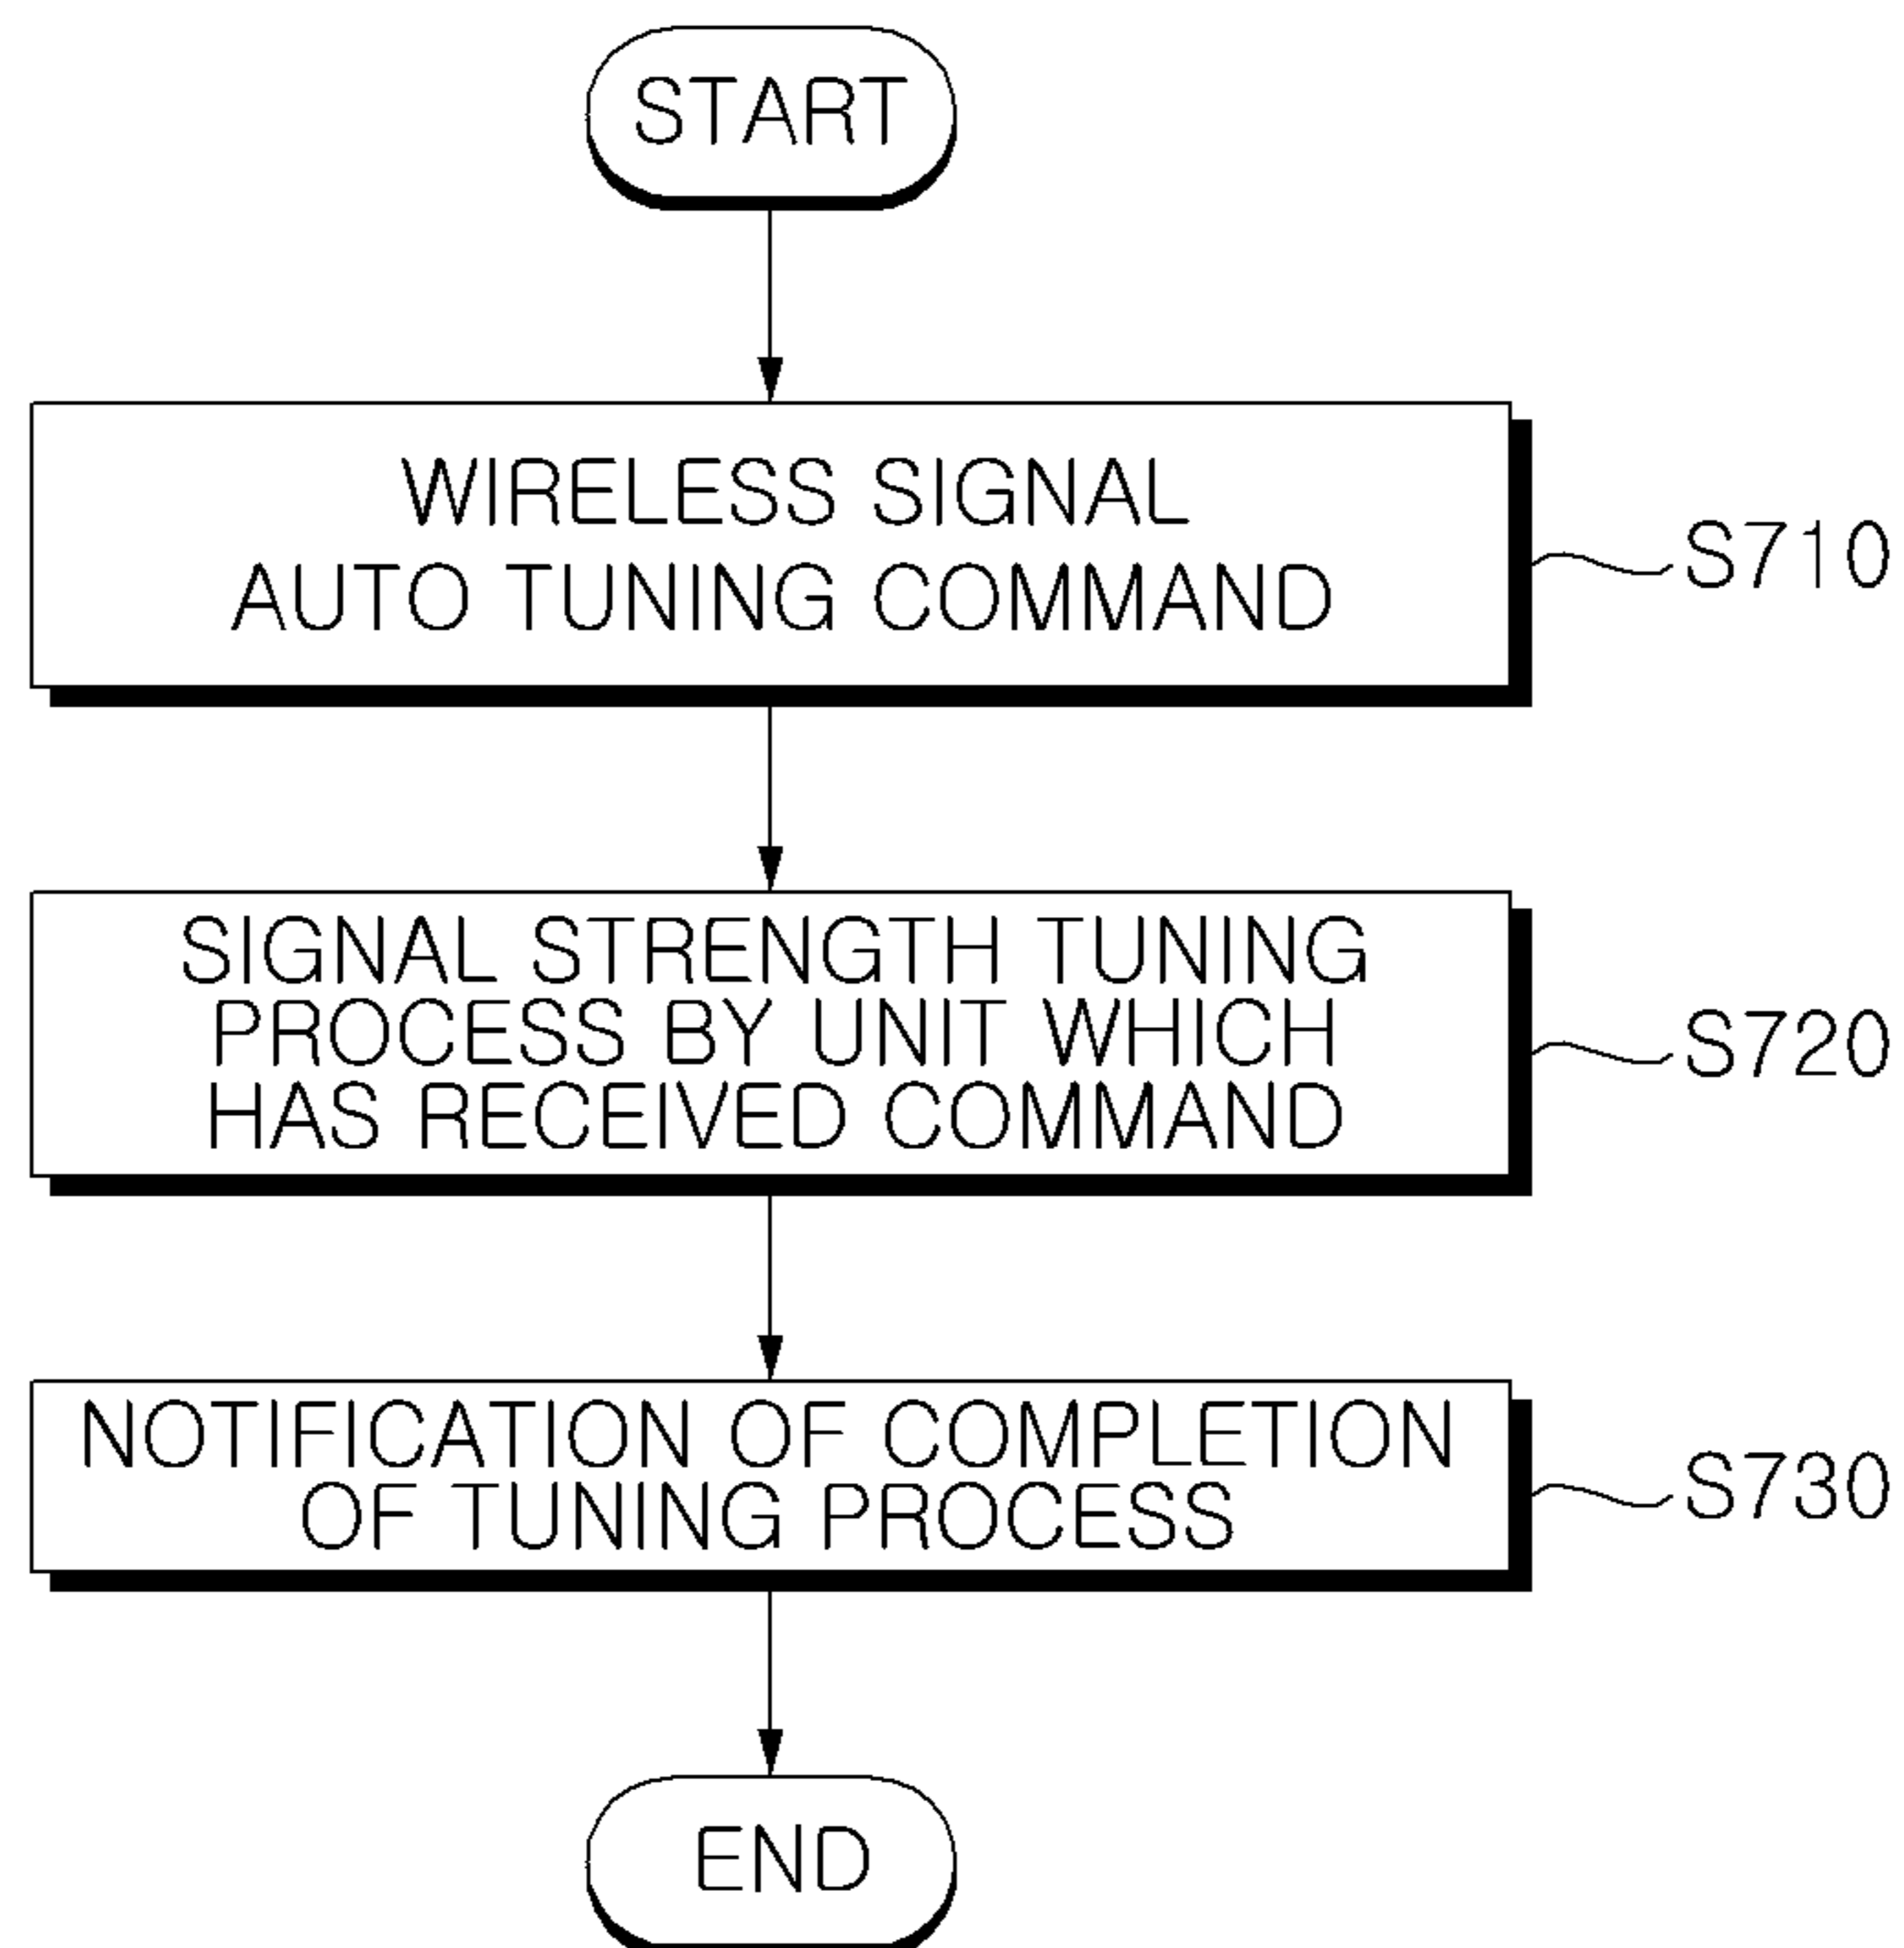 START
WIRELESS SIGNAL
AUTO TUNING COMMAND
S710
SIGNAL STRENGTH TUNING
PROCESS BY UNIT WHICH
HAS RECEIVED COMMAND
S720
NOTIFICATION OF COMPLETION
OF TUNING PROCESS
S730
END